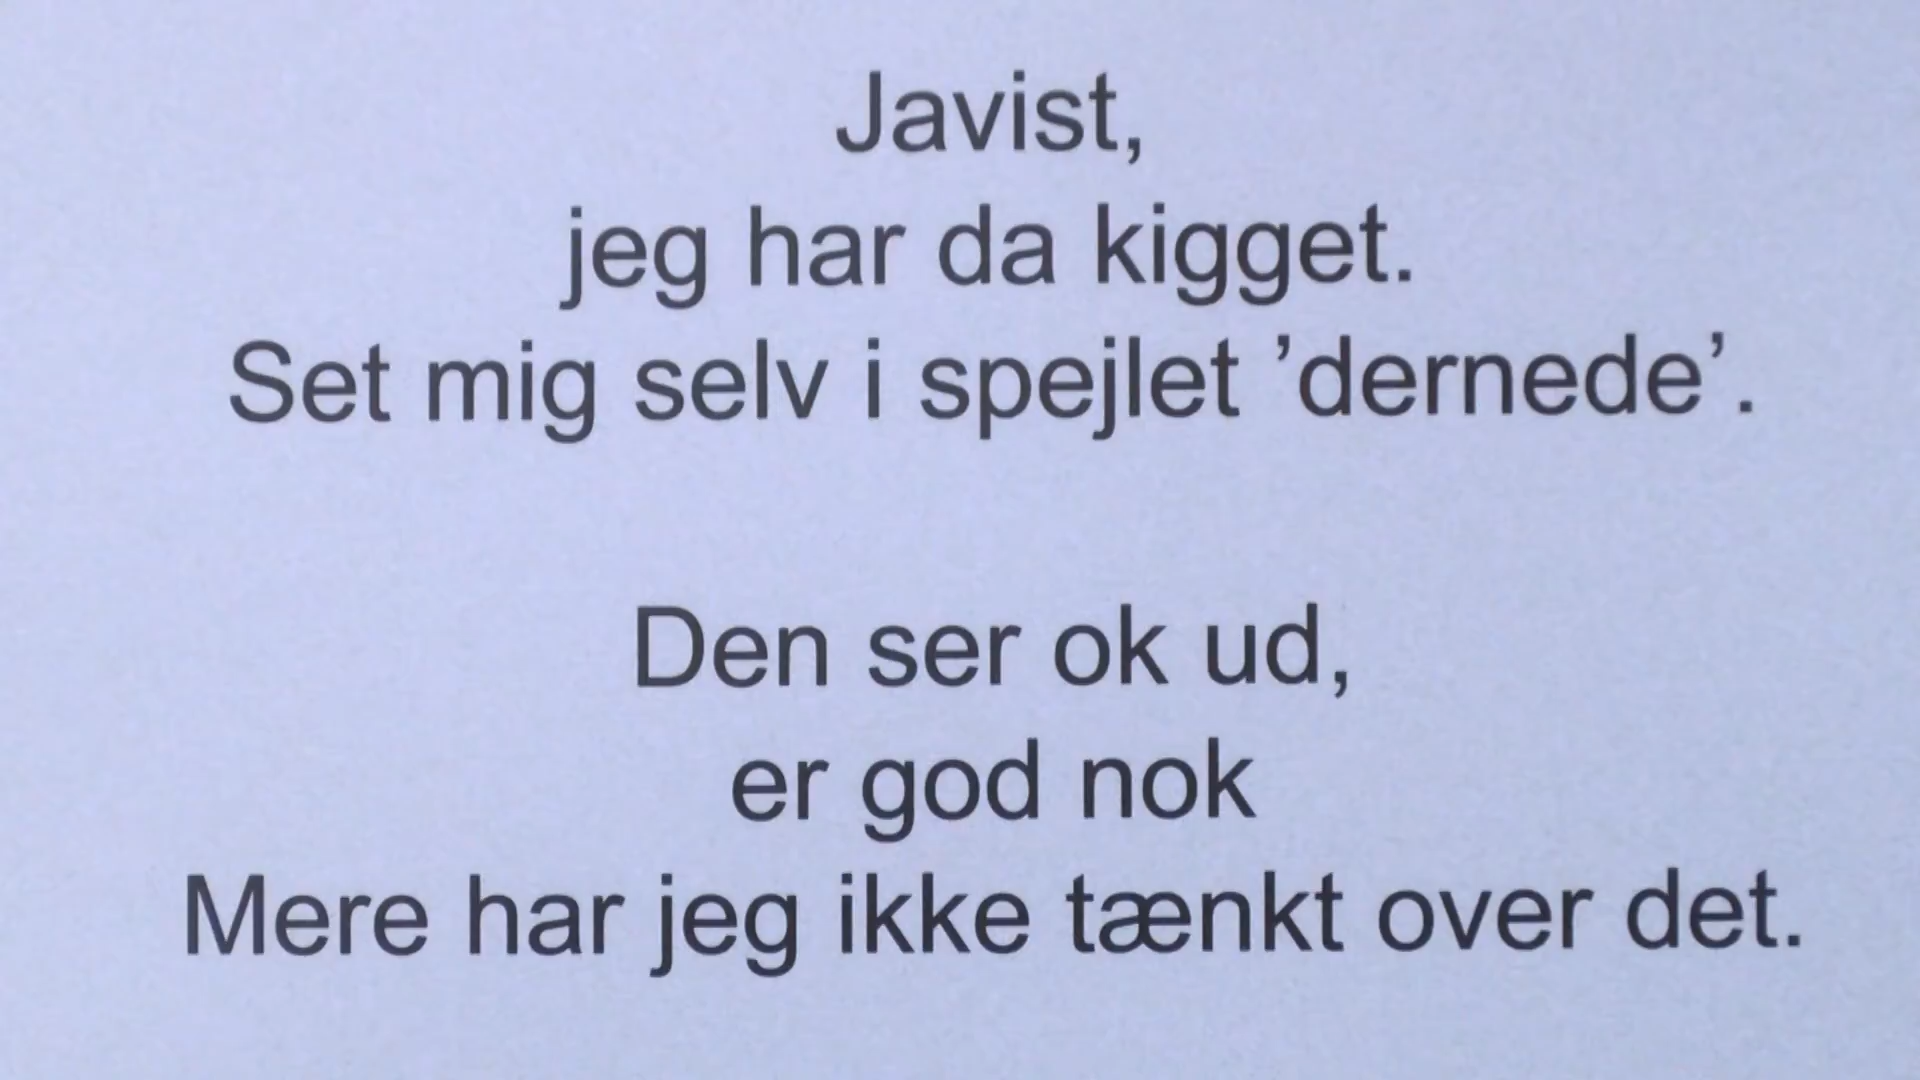 Javist,
jeg har da kigget.
Set mig selv i spejlet ’dernede’.
Den ser ok ud,
er god nok
Mere har jeg ikke tænkt over det.